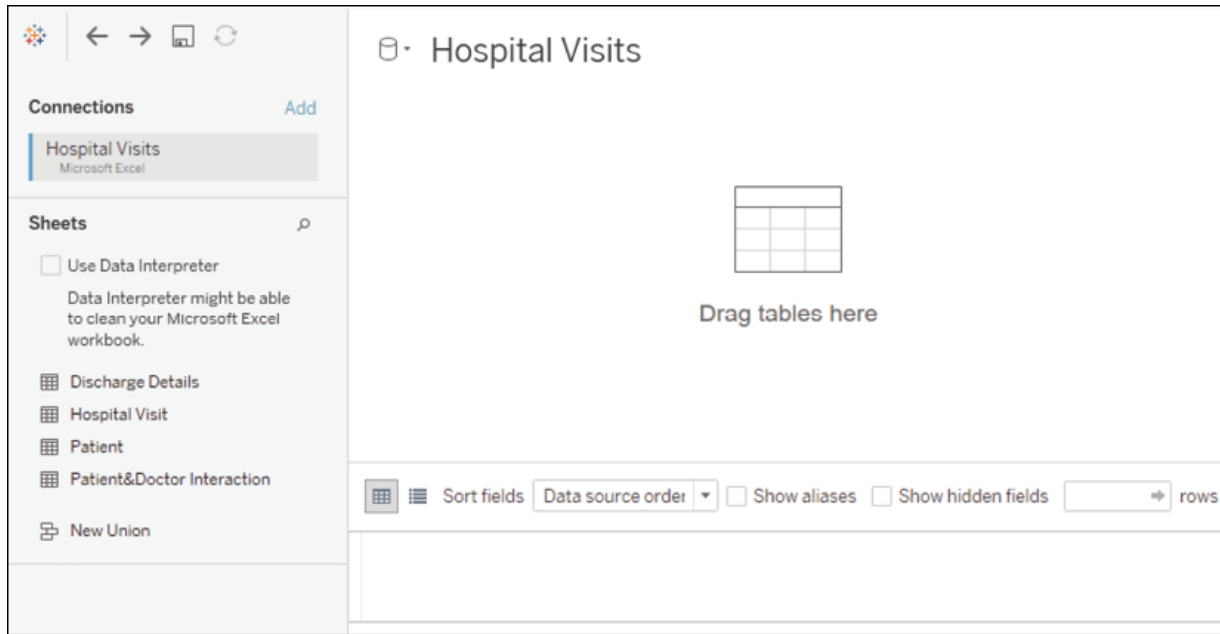 Connections
Add
Hospital Visits
Microsoft Excel
Sheets
Use Data Interpreter
Data Interpreter might be able
to clean your Microsoft Excel
workbook.
Discharge Details
Hospital Visit
Patient
Patient&Doctor Interaction
New Union
Hospital Visits
Drag tables here
Sort fields Data source order Show aliases Show hidden fields rows